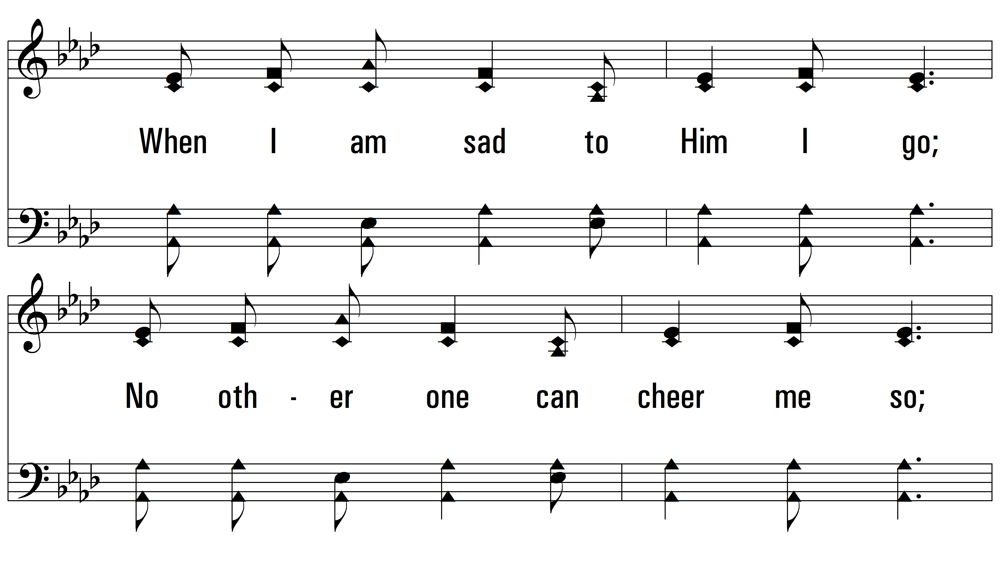 When I am sad to Him I go;
No oth - er one can cheer me so;